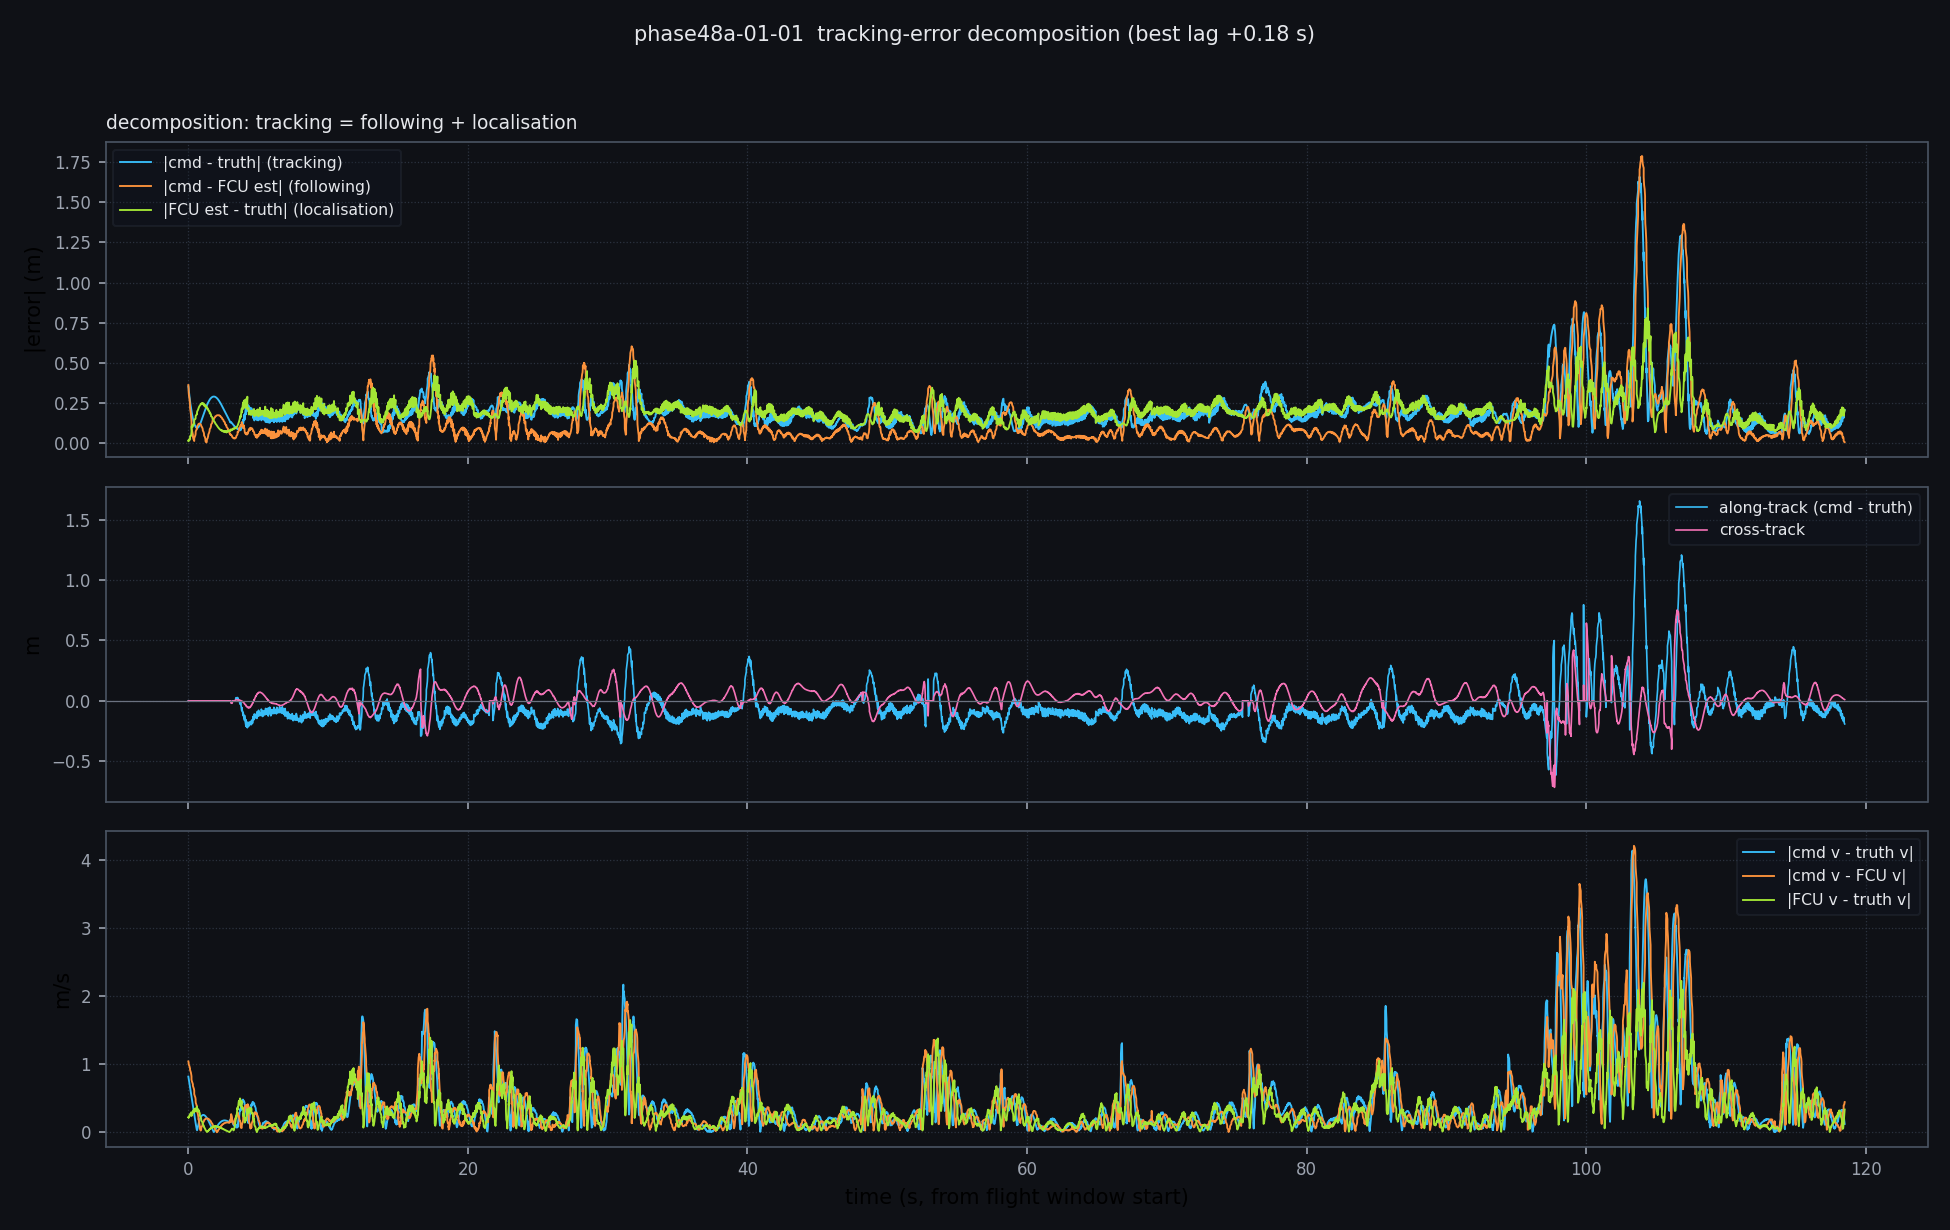 phase48a-01-01  tracking-error decomposition (best lag +0.18 s)
decomposition: tracking = following + localisation
|cmd - truth| (tracking)
|cmd - FCU est| (following)
|FCU est - truth| (localisation)
|error| (m)
1.75
1.50
1.25
1.00
0.75
0.50
0.25
0.00
along-track (cmd - truth)
cross-track
m
1.5
1.0
0.5
0.0
−0.5
|cmd v - truth v|
|cmd v - FCU v|
|FCU v - truth v|
m/s
4
3
2
1
0
0 20 40 60 80 100 120
time (s, from flight window start)